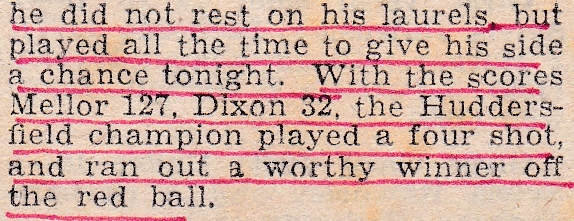 he did not rest on his laurels, but
played all the time to give his side
a chance tonight. With the scores
Mellor 127, Dixon 32, the Hudders-
field champion played a four shot,
and ran out a worthy winner off
the red ball.